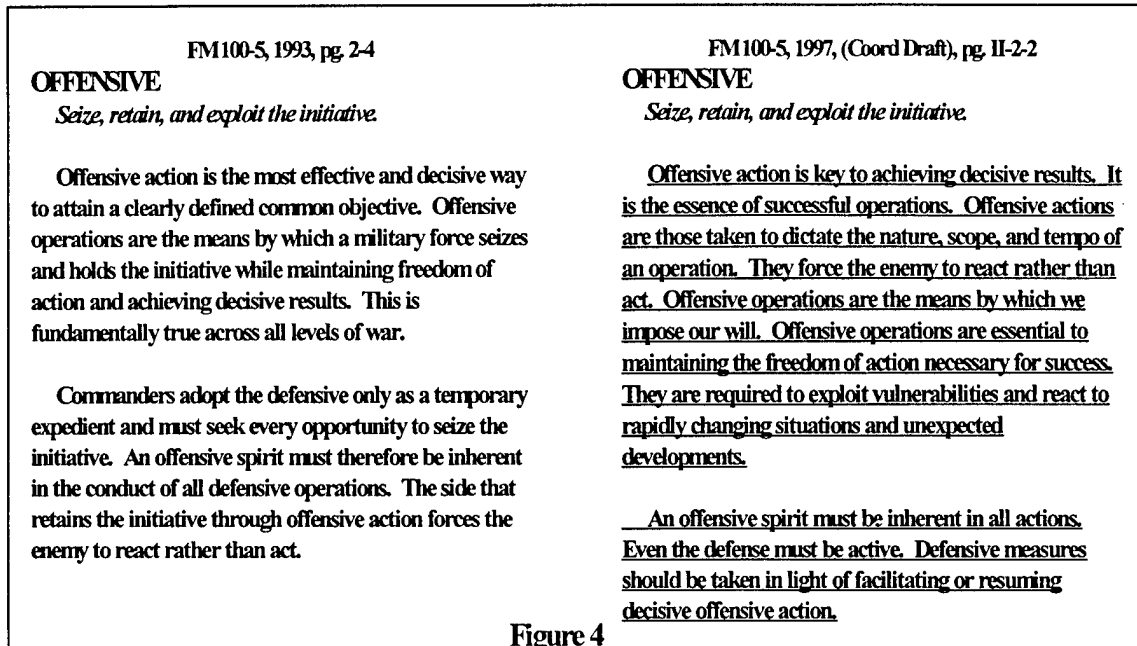 FM 100-5, 1993, pg. 2-4
OFFENSIVE
Seize, retain, and exploit the initiative.
Offensive action is the most effective and decisive way
to attain a clearly defined common objective. Offensive
operations are the means by which a military force seizes
and holds the initiative while maintaining freedom of
action and achieving decisive results. This is
fundamentally true across all levels of war.
Commanders adopt the defensive only as a temporary
expedient and must seek every opportunity to seize the
initiative. An offensive spirit must therefore be inherent
in the conduct of all defensive operations. The side that
retains the initiative through offensive action forces the
enemy to react rather than act.
FM 100-5, 1997, (Coord Draft), pg. II-2-2
OFFENSIVE
Seize, retain, and exploit the initiative.
Offensive action is key to achieving decisive results. It
is the essence of successful operations. Offensive actions
are those taken to dictate the nature, scope, and tempo of
an operation. They force the enemy to react rather than
act. Offensive operations are the means by which we
impose our will. Offensive operations are essential to
maintaining the freedom of action necessary for success.
They are required to exploit vulnerabilities and react to
rapidly changing situations and unexpected
developments.
An offensive spirit must be inherent in all actions.
Even the defense must be active. Defensive measures
should be taken in light of facilitating or resuming
decisive offensive action.
Figure 4